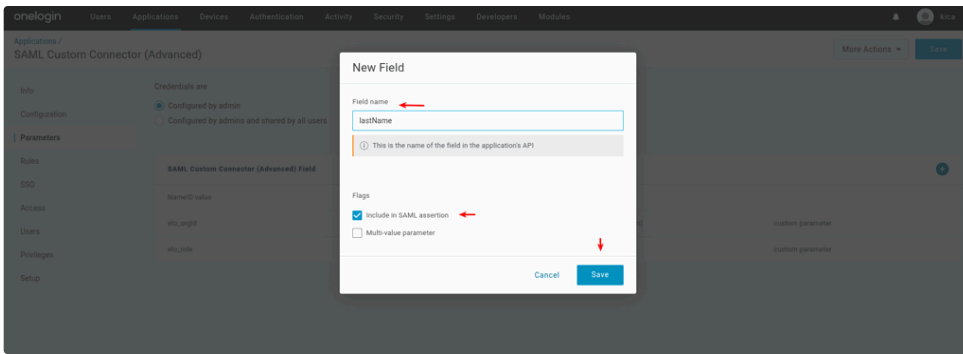 onelogin Users Applications Devices Authentication Activity Security Settings Developers Modules kica
Applications /
SAML Custom Connector (Advanced)
More Actions Save
Info
Configuration
Parameters
Rules
SSO
Access
Users
Privileges
Setup
Credentials are
Configured by admin
Configured by admins and shared by all users
SAML Custom Connector (Advanced) Field
NameID value
custom parameter
custom parameter
New Field
Field name
lastName
This is the name of the field in the application's API
Flags
Include in SAML assertion
Multi-value parameter
Cancel Save